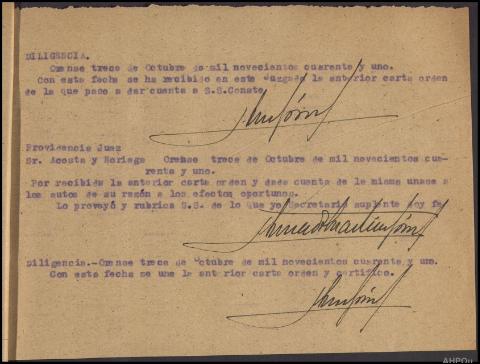 DILIGENCIA.
Orense trece de Octubre de mil novecientos cuarenta y uno.
Con esta fecha se ha recibido en este Juzgado la anterior carta orden
de la que paso a dar cuenta a S.S. Consto.
Providencia Juez
Sr. Acosta y Noriega Orense trece de Octubre de mil novecientos cua-
renta y uno.
Por recibida la anterior carta orden y dada cuenta de la misma unase a
los autos de su razón a los efectos oportunos.
Lo proveyó y rubrica S.S. de lo que yo secretario suplente doy fe
Diligencia.-Orense trece de octubre de mil novecientos cuarenta y uno.
Con esta fecha se une la anterior carta orden y certifico.
AHPOu